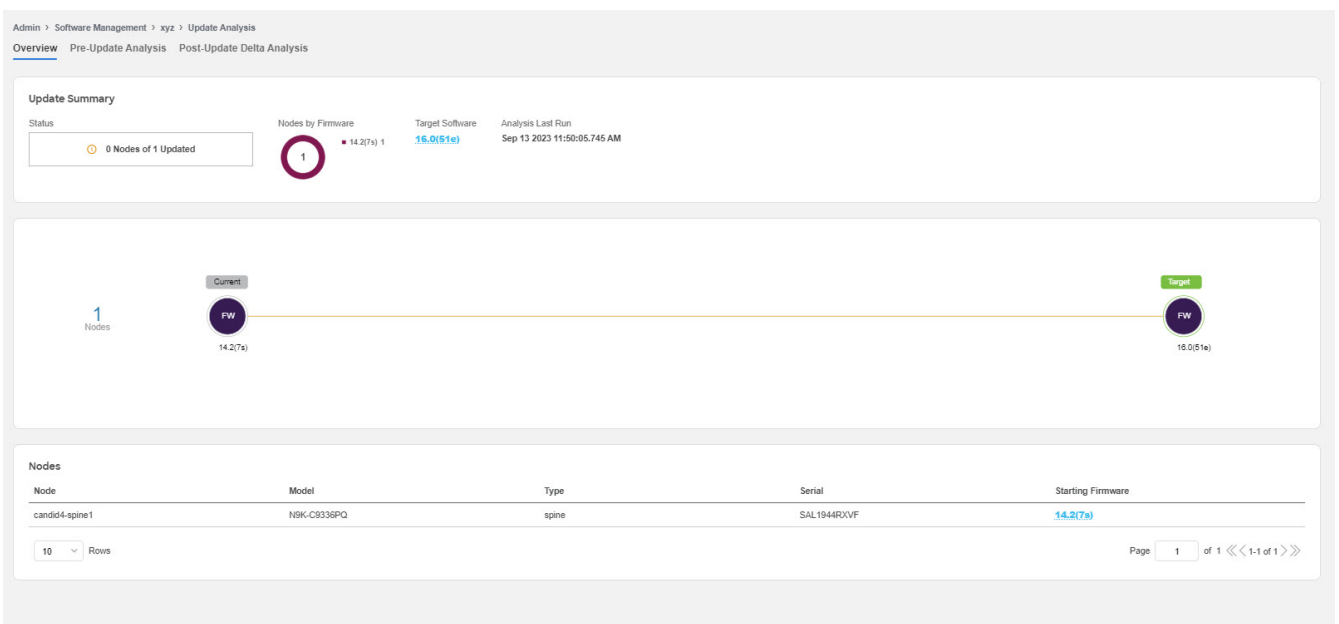 Admin > Software Management > xyz > Update Analysis
Overview Pre-Update Analysis Post-Update Delta Analysis
Update Summary
Status Nodes by Firmware Target Software Analysis Last Run
0 Nodes of 1 Updated 1 14.2(7s) 1 16.0(51e) Sep 13 2023 11:50:05.745 AM
Current Target
1 FW FW
Nodes
14.2(7s) 16.0(51e)
Nodes
Node Model Type Serial Starting Firmware
candid4-spine1 N9K-C9336PQ spine SAL1944RXVF 14.2(7s)
10 Rows Page 1 of 1 1-1 of 1